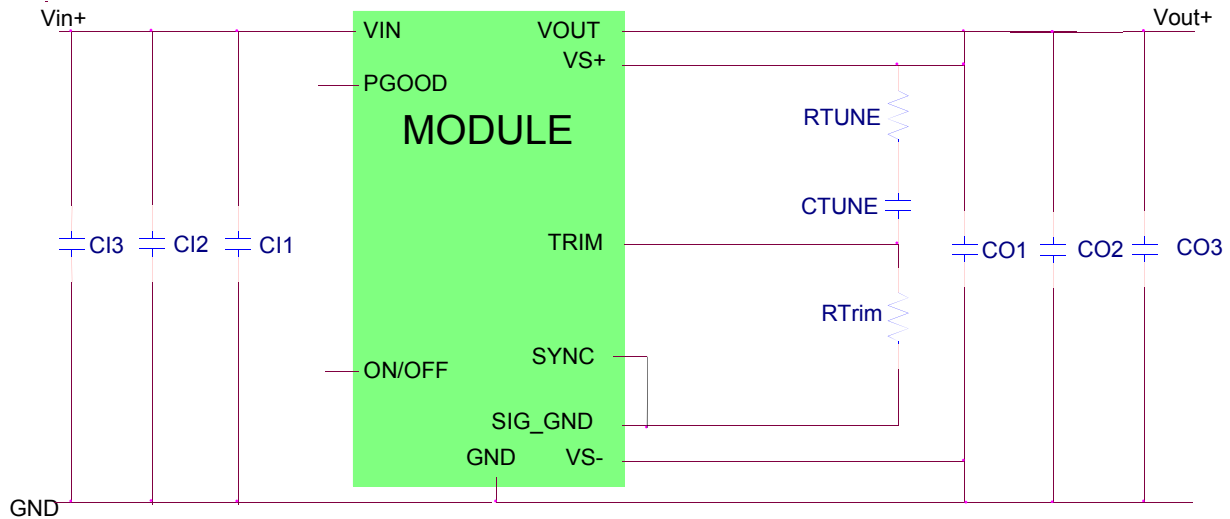 Vin+
Vout+
VIN
VOUT
VS+
PGOOD
MODULE
RTUNE
CTUNE
TRIM
CI3
CI2
CI1
CO1
CO2
CO3
RTrim
SYNC
ON/OFF
SIG_GND
GND
VS-
GND